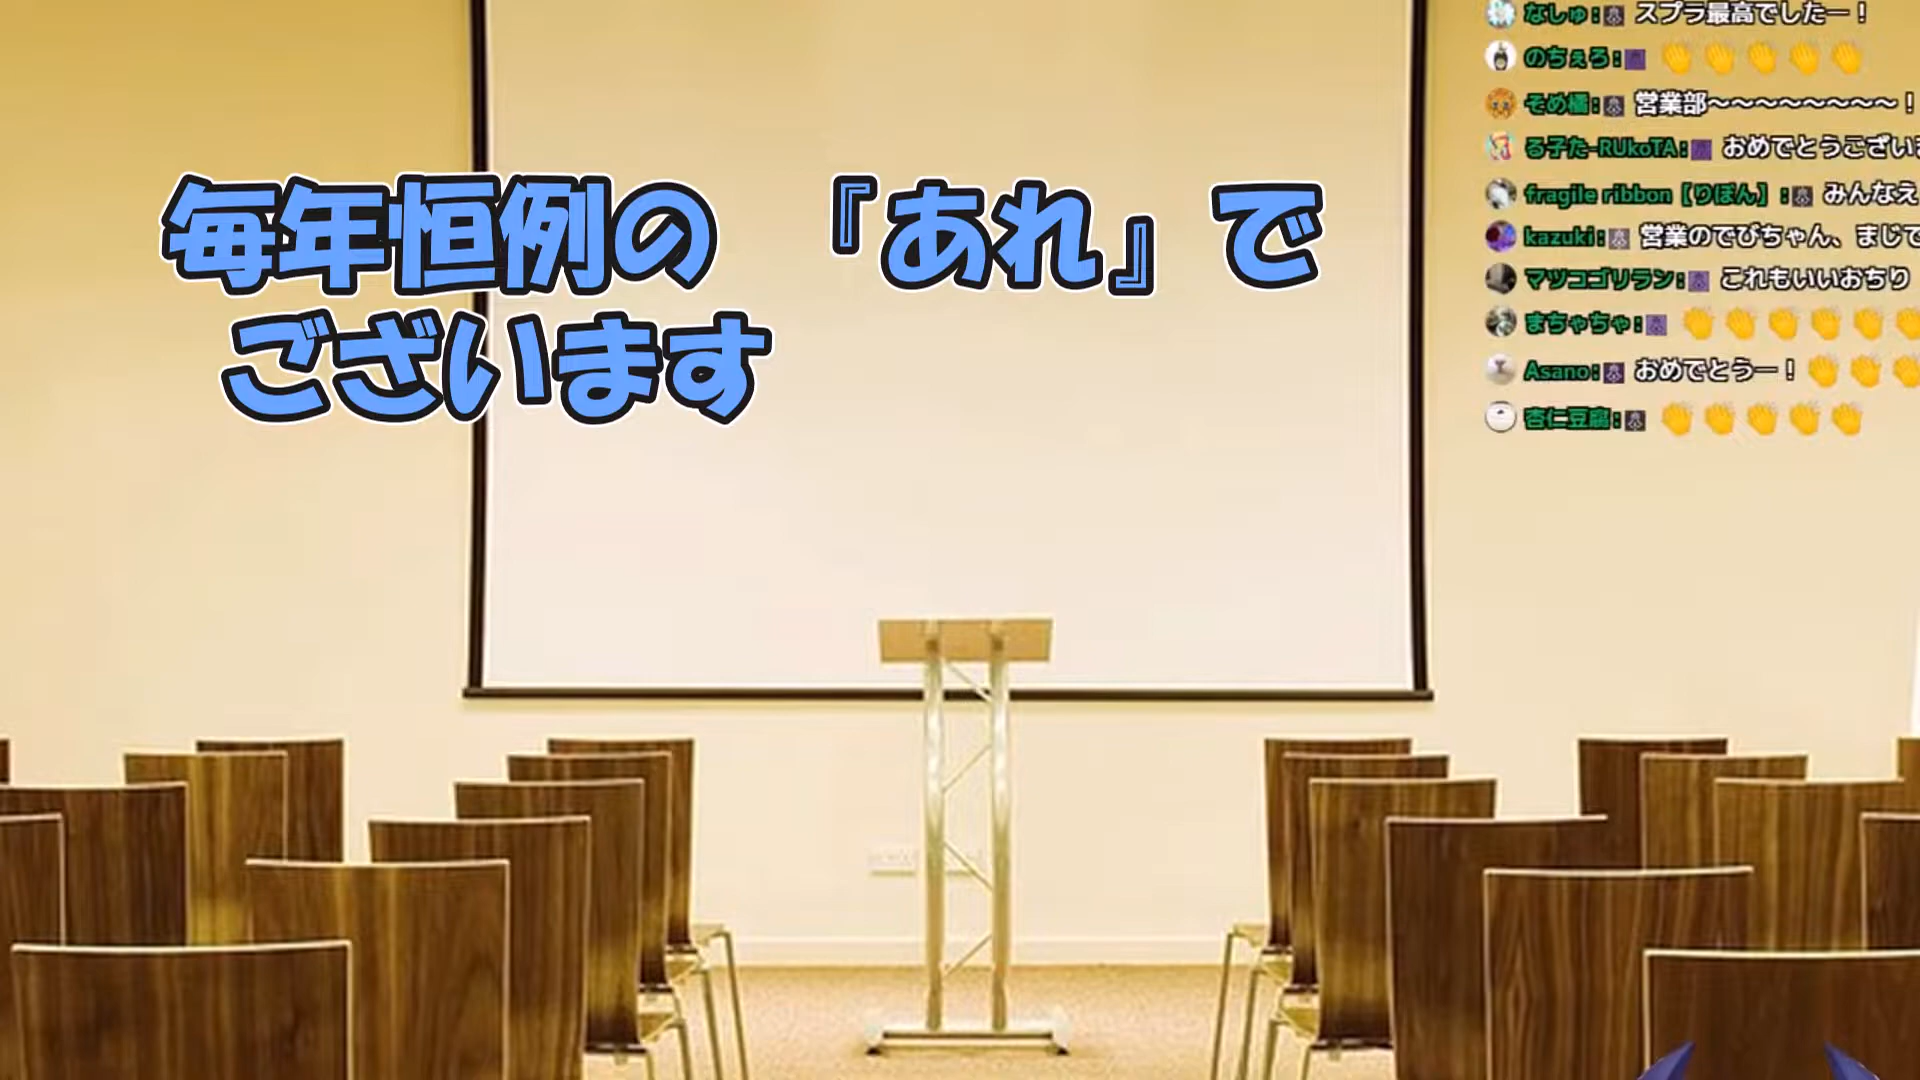 毎年恒例の　『あれ』で
ございます
なしゅ: スプラ最高でしたー！
のちぇろ: 👏👏👏👏👏
そめ橘: 営業部～～～～～～～～！
る子た-RUkoTA: おめでとうござい
fragile ribbon【りぼん】: みんなえ
kazuki: 営業のでびちゃん、まじで
マツコゴリラン: これもいいおちり
まちゃちゃ: 👏👏👏👏👏👏
Asano: おめでとうー！👏👏👏
杏仁豆腐: 👏👏👏👏👏